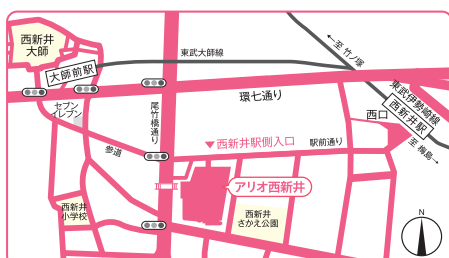 西新井
大師
大師前駅
東武大師線
←至 竹ノ塚
セブン
イレブン
尾竹橋通り
環七通り
東武伊勢崎線
西新井駅
西口
至 梅島→
参道
▼西新井駅側入口
駅前通り
アリオ西新井
西新井
小学校
西新井
さかえ公園
N